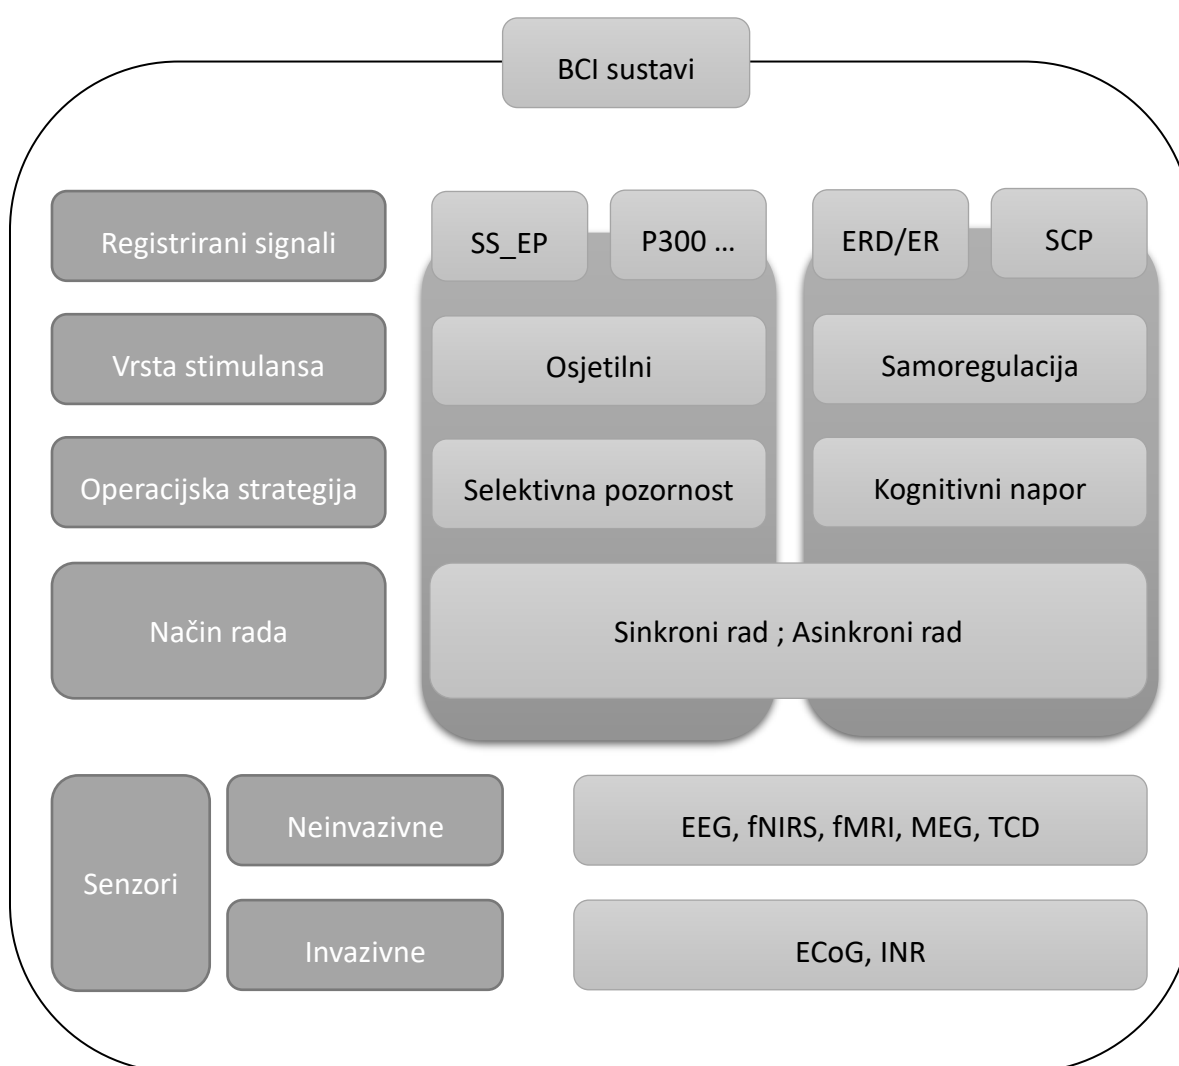 BCI sustavi
Registrirani signali
SS_EP
P300 ...
ERD/ER
SCP
Vrsta stimulansa
Osjetilni
Samoregulacija
Operacijska strategija
Selektivna pozornost
Kognitivni napor
Način rada
Sinkroni rad ; Asinkroni rad
Senzori
Neinvazivne
EEG, fNIRS, fMRI, MEG, TCD
Invazivne
ECoG, INR